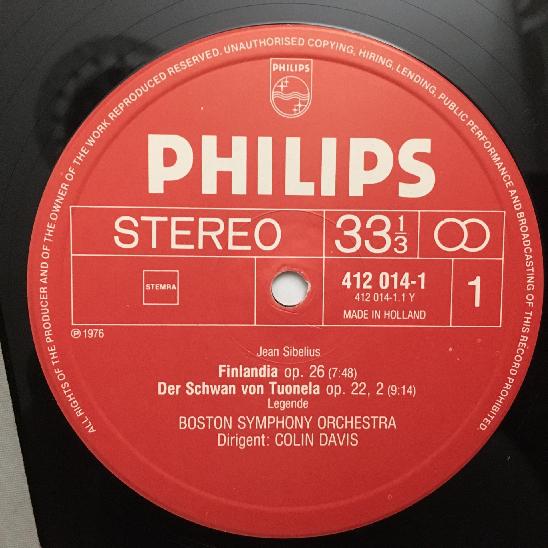 ALL RIGHTS OF THE PRODUCER AND OF THE OWNER OF THE WORK REPRODUCED RESERVED. UNAUTHORISED COPYING, HIRING, LENDING, PUBLIC PERFORMANCE AND BROADCASTING OF THIS RECORD PROHIBITED.
PHILIPS
PHILIPS
STEREO 33 1/3
STEMRA 412 014-1 1
412 014-1.1 Y
MADE IN HOLLAND
℗ 1976
Jean Sibelius
Finlandia op. 26 (7:48)
Der Schwan von Tuonela op. 22, 2 (9:14)
Legende
BOSTON SYMPHONY ORCHESTRA
Dirigent: COLIN DAVIS